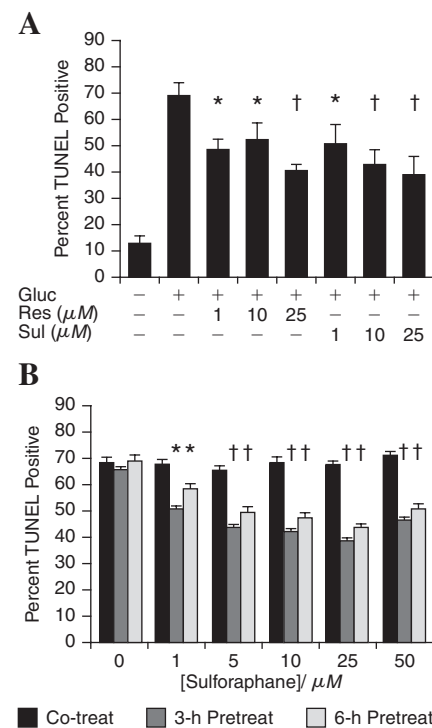 A
Percent TUNEL Positive
90
80
70
60
50
40
30
20
10
0
* * † * † †
Gluc − + + + + + + +
Res (μM) − − 1 10 25 − − −
Sul (μM) − − − − − 1 10 25
B
Percent TUNEL Positive
90
80
70
60
50
40
30
20
10
0
** †† †† †† ††
0 1 5 10 25 50
[Sulforaphane]/ μM
Co-treat 3-h Pretreat 6-h Pretreat